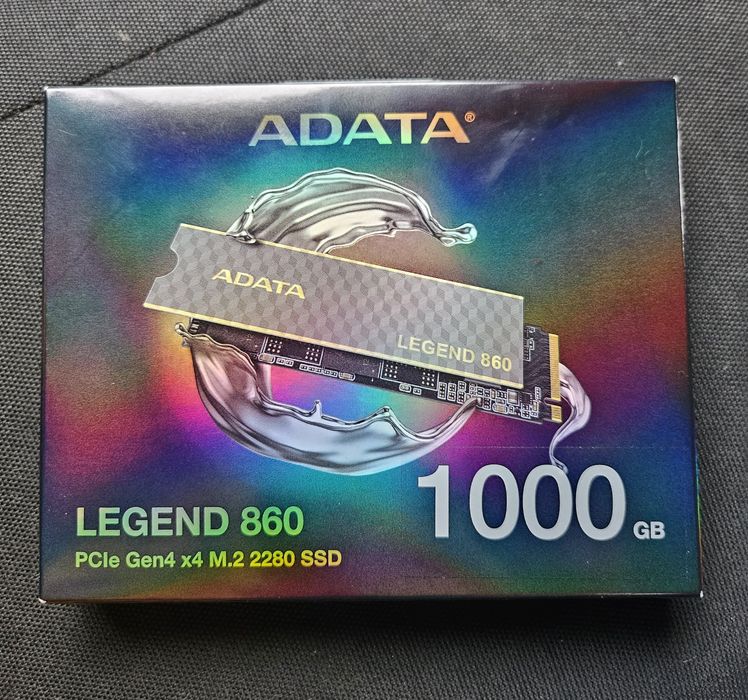 ADATA®
ADATA
LEGEND 860
1000 GB
LEGEND 860
PCIe Gen4 x4 M.2 2280 SSD